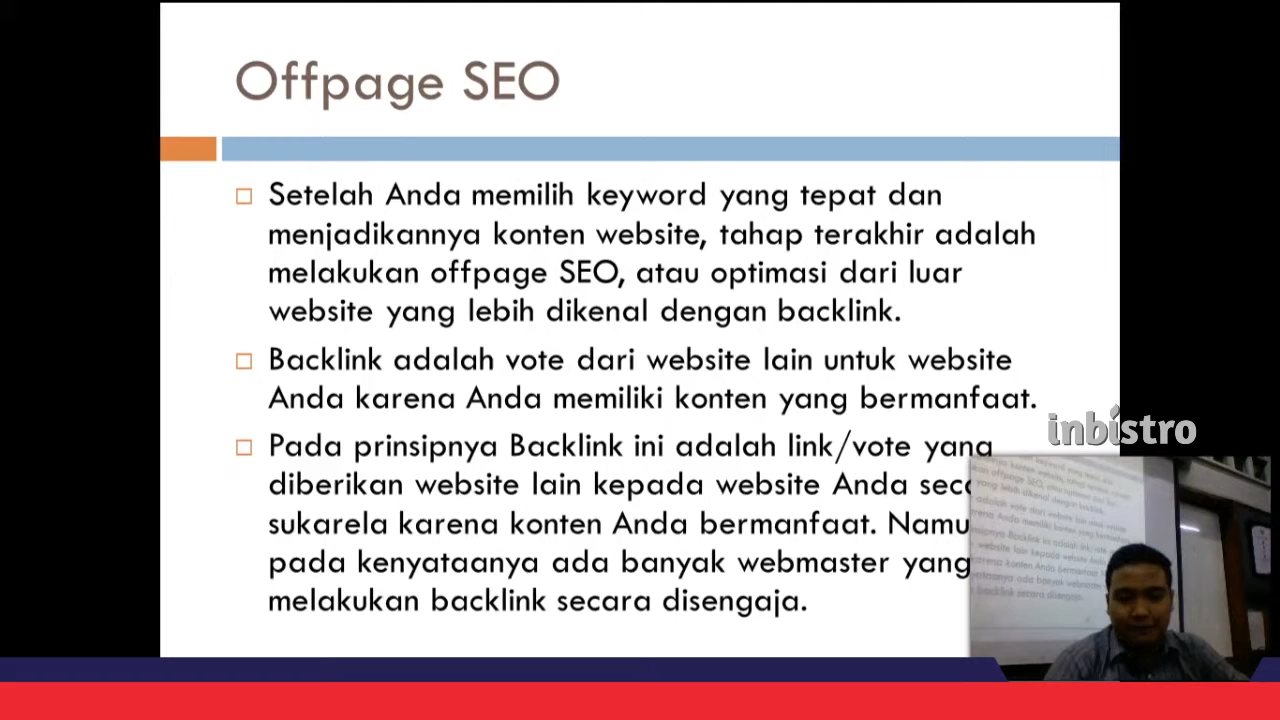 Offpage SEO
Setelah Anda memilih keyword yang tepat dan
menjadikannya konten website, tahap terakhir adalah
melakukan offpage SEO, atau optimasi dari luar
website yang lebih dikenal dengan backlink.
Backlink adalah vote dari website lain untuk website
Anda karena Anda memiliki konten yang bermanfaat.
Pada prinsipnya Backlink ini adalah link/vote yang
diberikan website lain kepada website Anda
sukarela karena konten Anda bermanfaat.
pada kenyataanya ada banyak webmaster yang
melakukan backlink secara disengaja.
inbistro